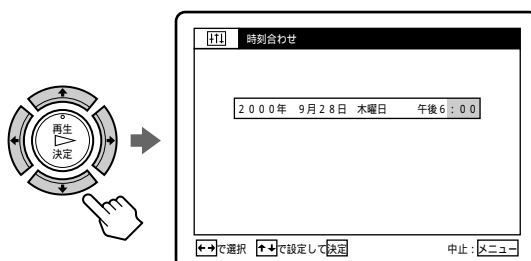 時刻合わせ
2000年 9月28日 木曜日 午後6:00
再生
決定
←→で選択 ↑↓で設定して決定 中止:メニュー